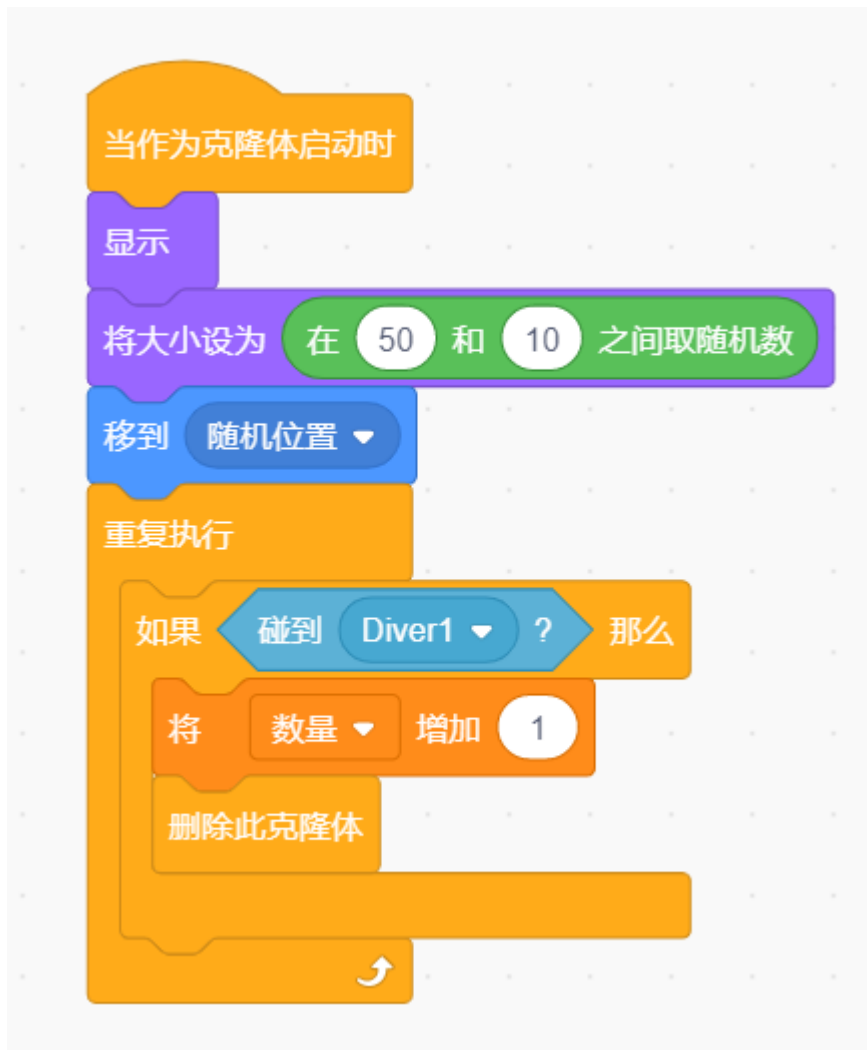 当作为克隆体启动时
显示
将大小设为 在 50 和 10 之间取随机数
移到 随机位置
重复执行
如果 碰到 Diver1 ? 那么
将 数量 增加 1
删除此克隆体